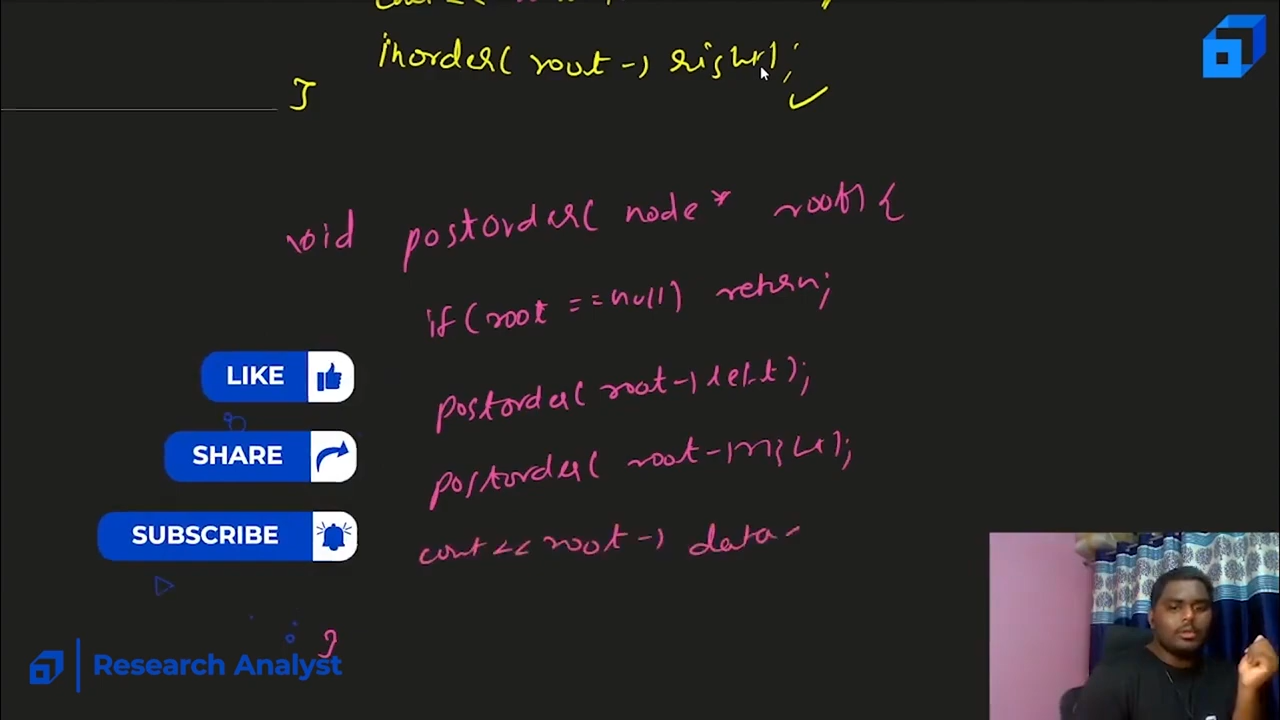 inorder( root -> right);
}
void postorder( node* root) {
if (root == null) return;
postorder( root -> left );
LIKE
postorder( root -> right );
SHARE
cout << root -> data <
SUBSCRIBE
}
Research Analyst